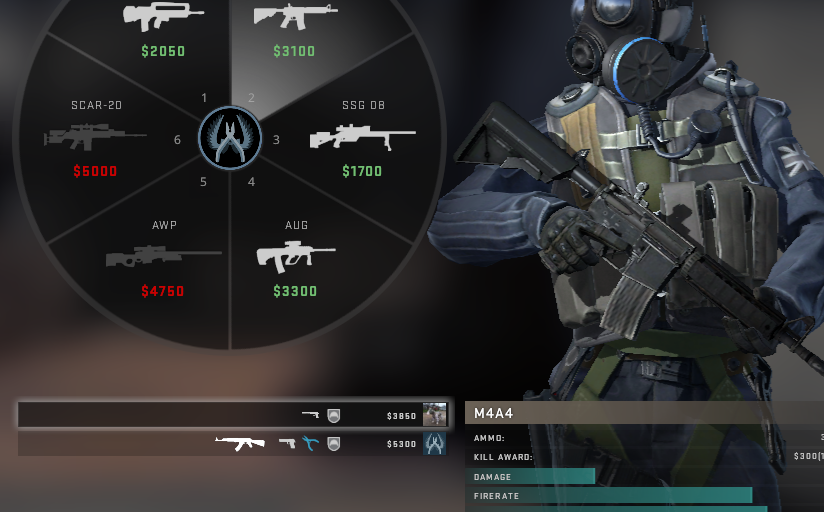 $2050
$3100
1
2
SCAR-20
SSG 08
6
3
$5000
$1700
5
4
AWP
AUG
$4750
$3300
$3850
M4A4
AMMO:
$5300
KILL AWARD:
$300
DAMAGE
FIRERATE